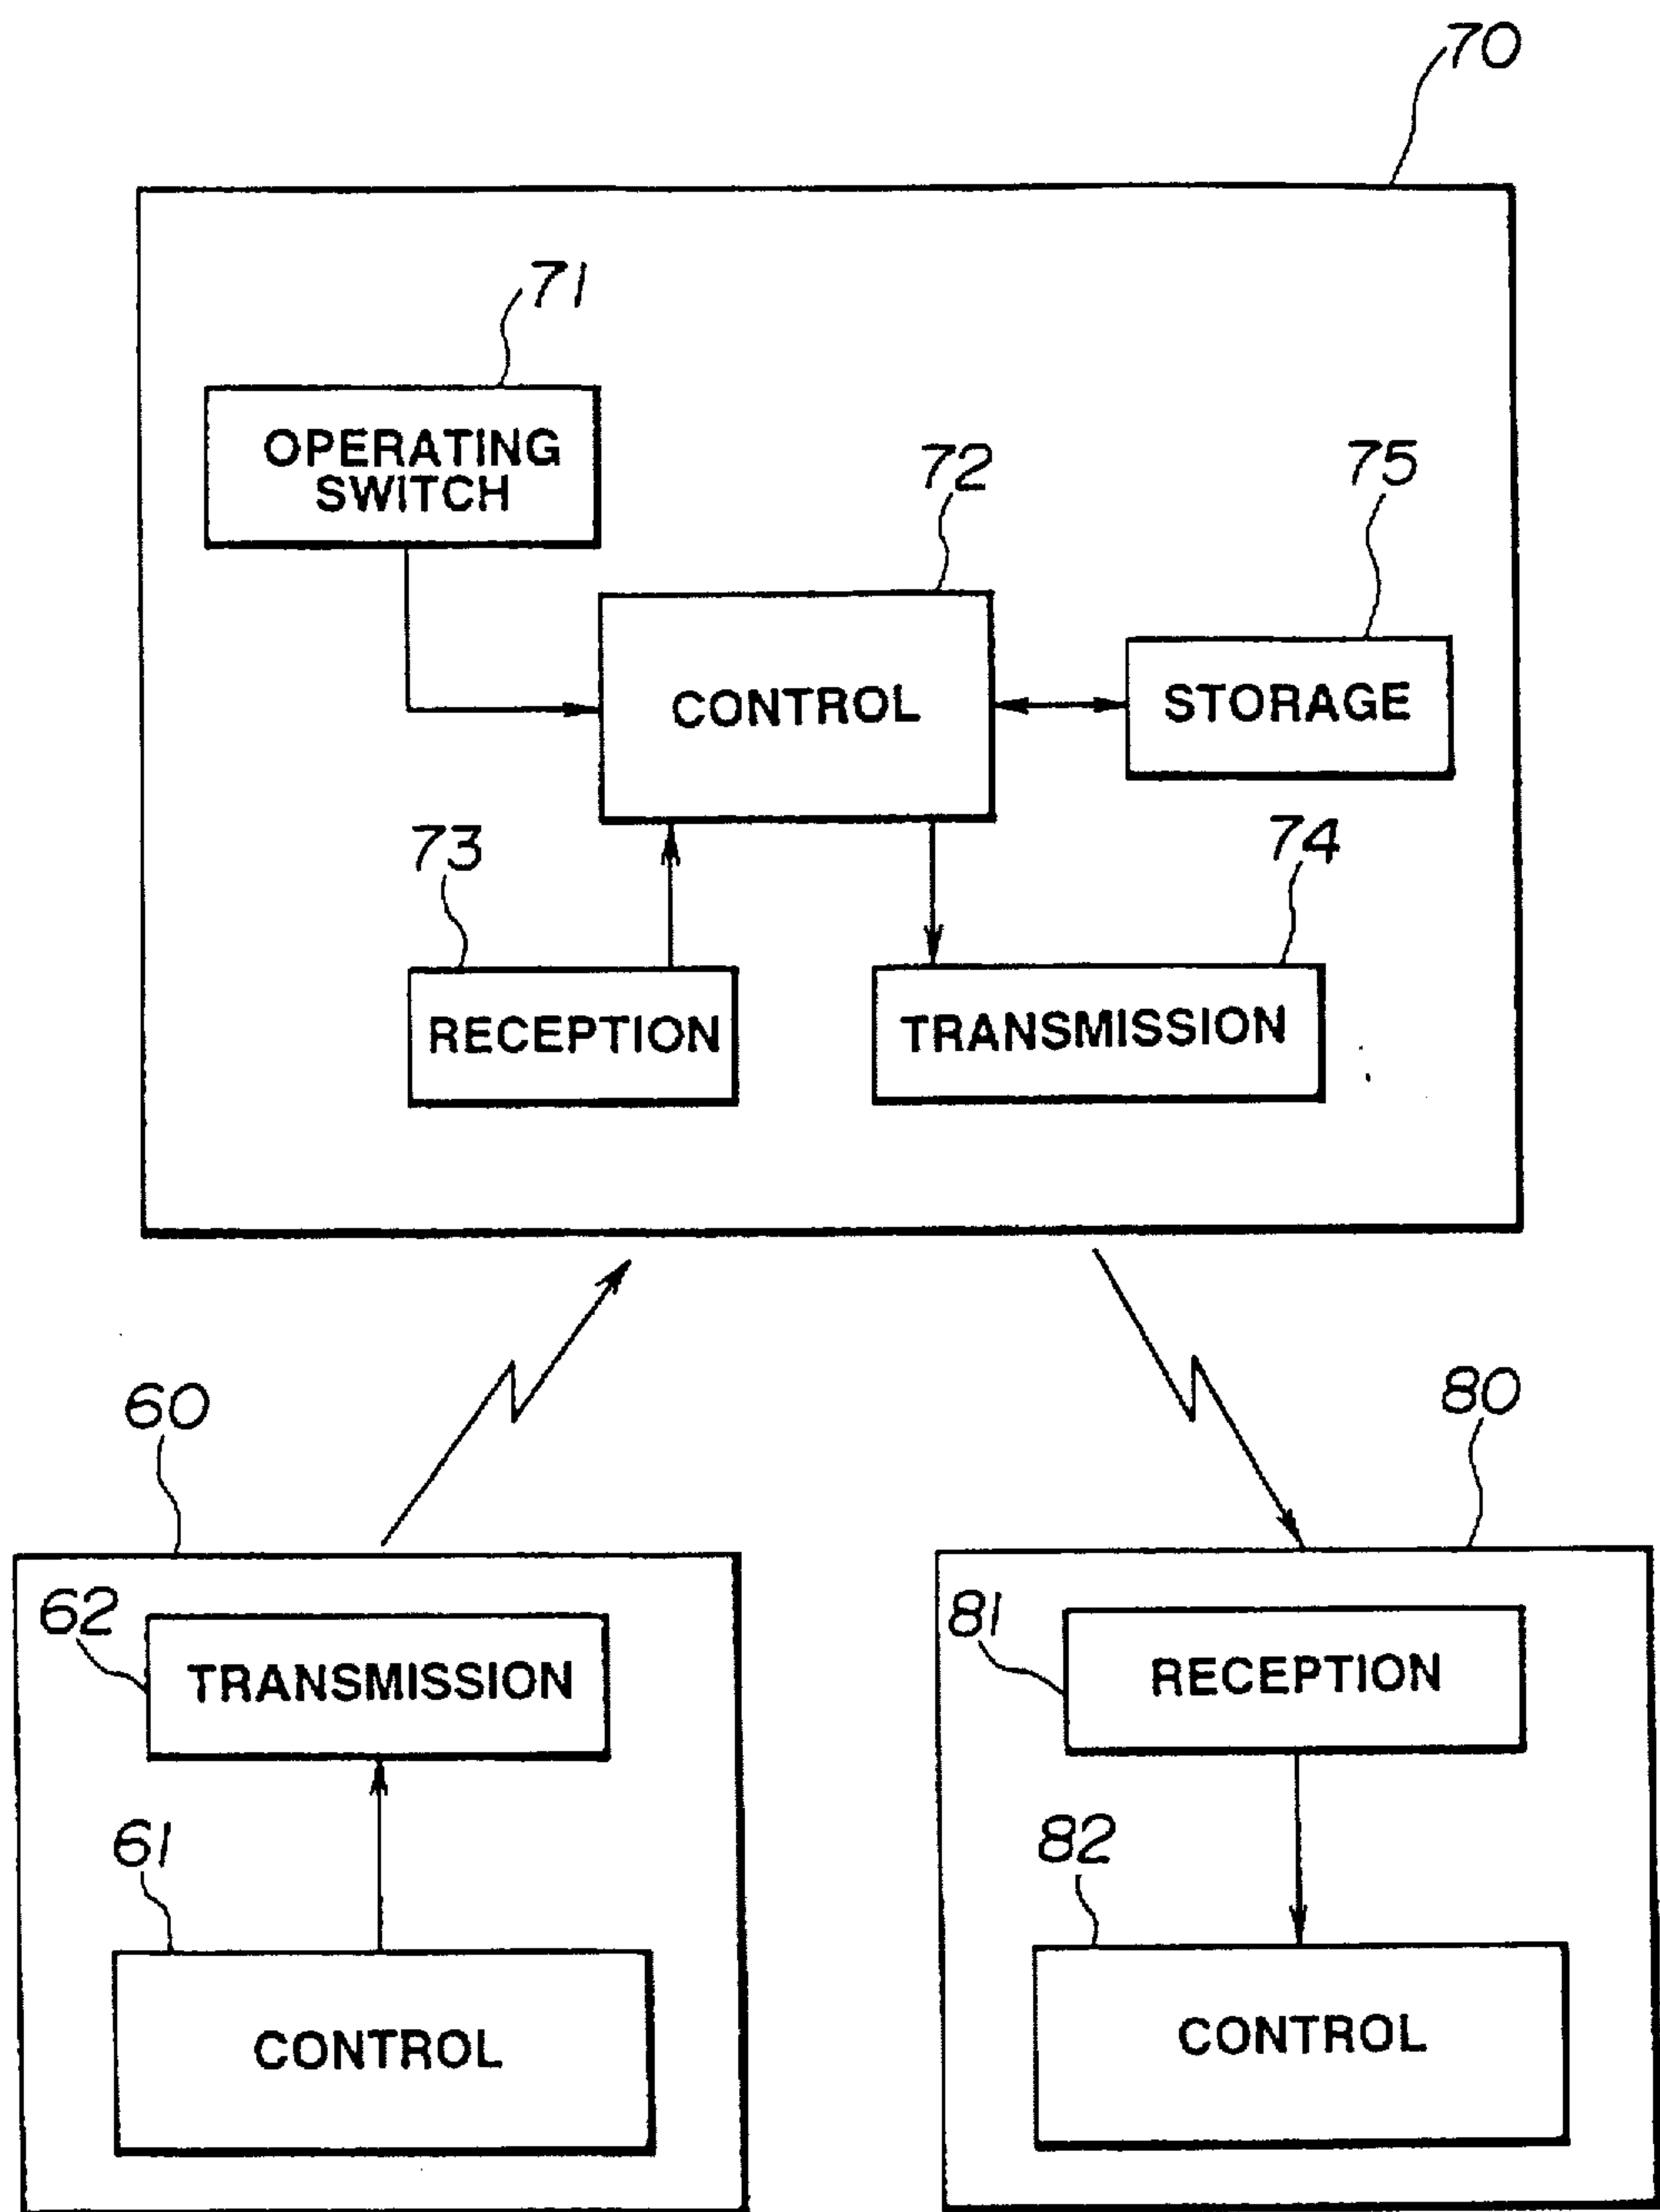 70
71
OPERATING
SWITCH
72
75
CONTROL
STORAGE
73
74
RECEPTION
TRANSMISSION
60
80
62
TRANSMISSION
81
RECEPTION
61
CONTROL
82
CONTROL